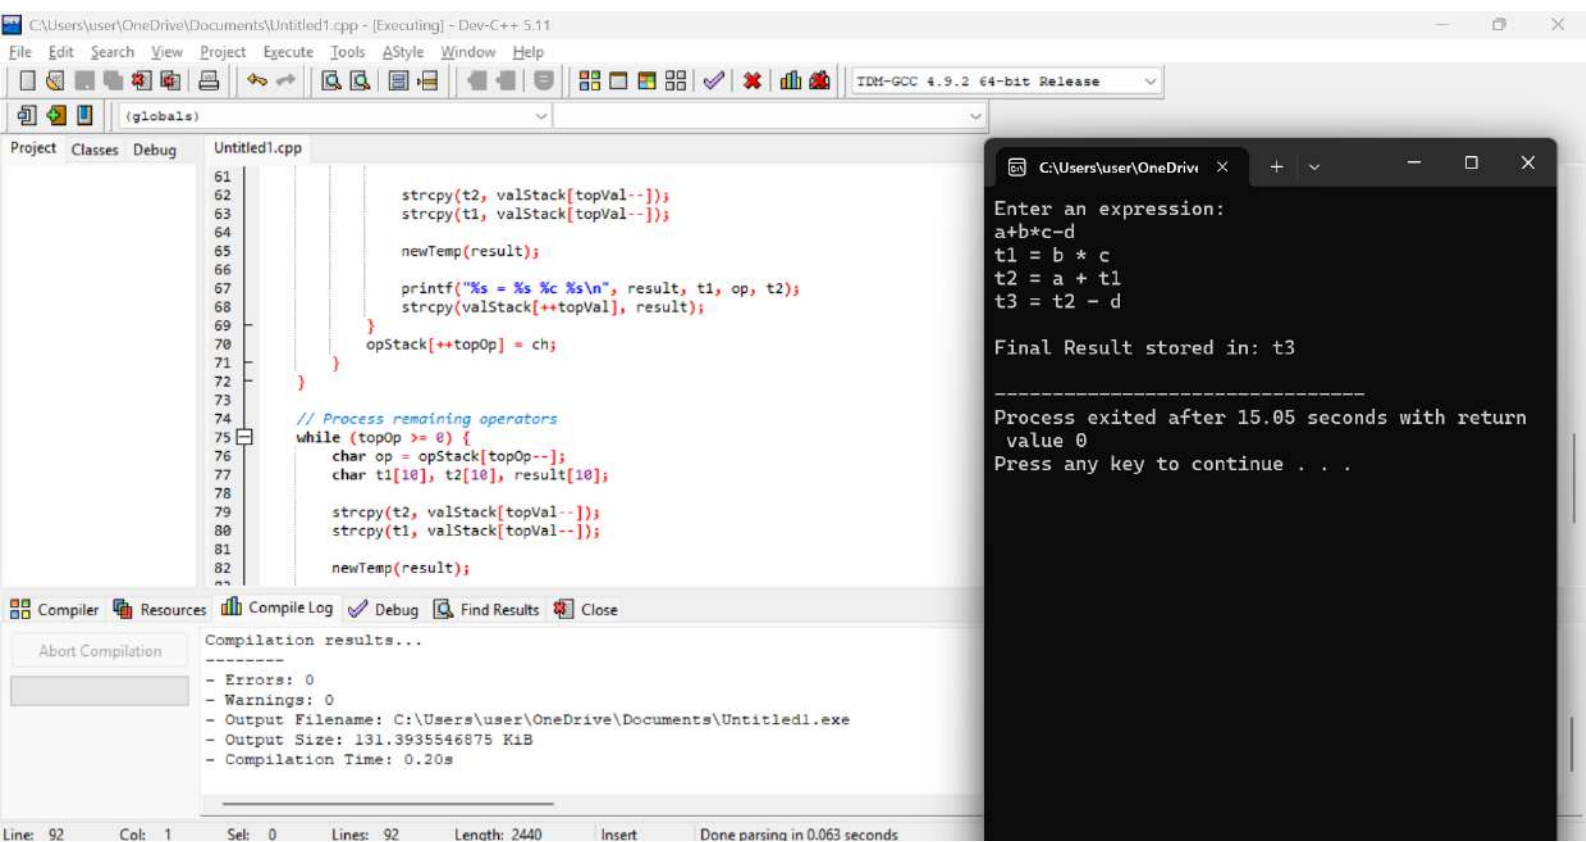 C:\Users\user\OneDrive\Documents\Untitled1.cpp - [Executing] - Dev-C++ 5.11
File Edit Search View Project Execute Tools AStyle Window Help
TDM-GCC 4.9.2 64-bit Release
(globals)
Project Classes Debug
Untitled1.cpp
61
62 strcpy(t2, valStack[topVal--]);
63 strcpy(t1, valStack[topVal--]);
64
65 newTemp(result);
66
67 printf("%s = %s %c %s\n", result, t1, op, t2);
68 strcpy(valStack[++topVal], result);
69 }
70 opStack[++topOp] = ch;
71 }
72 }
73
74 // Process remaining operators
75 while (topOp >= 0) {
76 char op = opStack[topOp--];
77 char t1[10], t2[10], result[10];
78
79 strcpy(t2, valStack[topVal--]);
80 strcpy(t1, valStack[topVal--]);
81
82 newTemp(result);
Compiler Resources Compile Log Debug Find Results Close
Abort Compilation
Compilation results...
--------
- Errors: 0
- Warnings: 0
- Output Filename: C:\Users\user\OneDrive\Documents\Untitled1.exe
- Output Size: 131.3935546875 KiB
- Compilation Time: 0.20s
Line: 92 Col: 1 Sel: 0 Lines: 92 Length: 2440 Insert Done parsing in 0.063 seconds
C:\Users\user\OneDriv
Enter an expression:
a+b*c-d
t1 = b * c
t2 = a + t1
t3 = t2 - d
Final Result stored in: t3
--------------------------------
Process exited after 15.05 seconds with return
value 0
Press any key to continue . . .